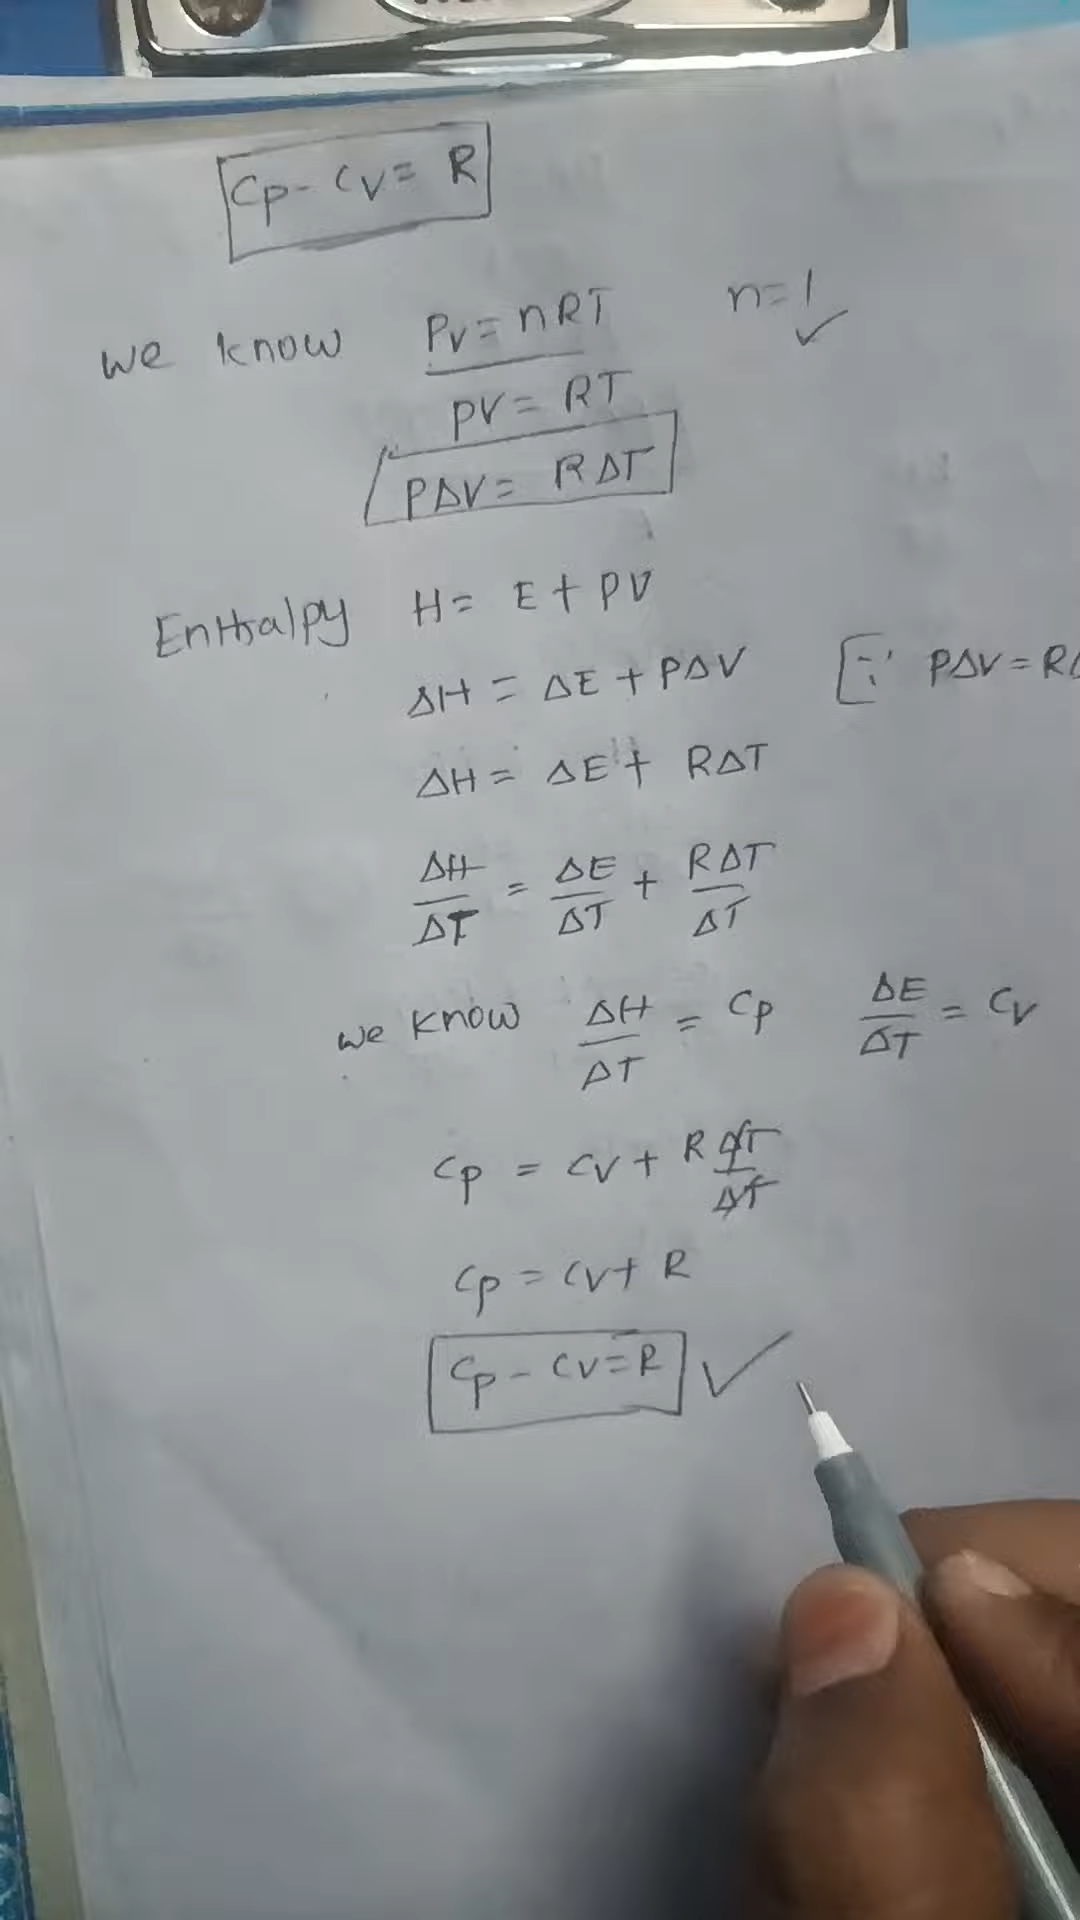 Cp - Cv = R
we know PV = nRT n=1 ✓
PV = RT
PΔV = RΔT
Enthalpy H = E + PV
ΔH = ΔE + PΔV [∵ PΔV = RΔ
ΔH = ΔE + RΔT
ΔH/ΔT = ΔE/ΔT + RΔT/ΔT
we know ΔH/ΔT = Cp ΔE/ΔT = Cv
Cp = Cv + R ΔT/ΔT
Cp = Cv + R
Cp - Cv = R ✓